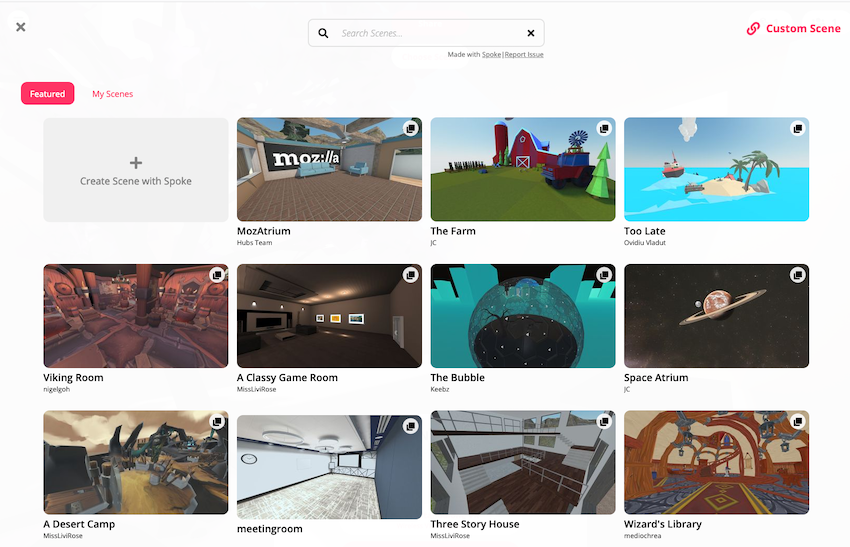 Search Scenes...
Custom Scene
Made with Spoke|Report Issue
Featured
My Scenes
Create Scene with Spoke
moz://a
MozAtrium
Hubs Team
The Farm
JC
Too Late
Ovidiu Vladut
Viking Room
nigelgoh
A Classy Game Room
MissLiviRose
The Bubble
Keebz
Space Atrium
JC
A Desert Camp
MissLiviRose
meetingroom
Three Story House
MissLiviRose
Wizard's Library
mediochrea